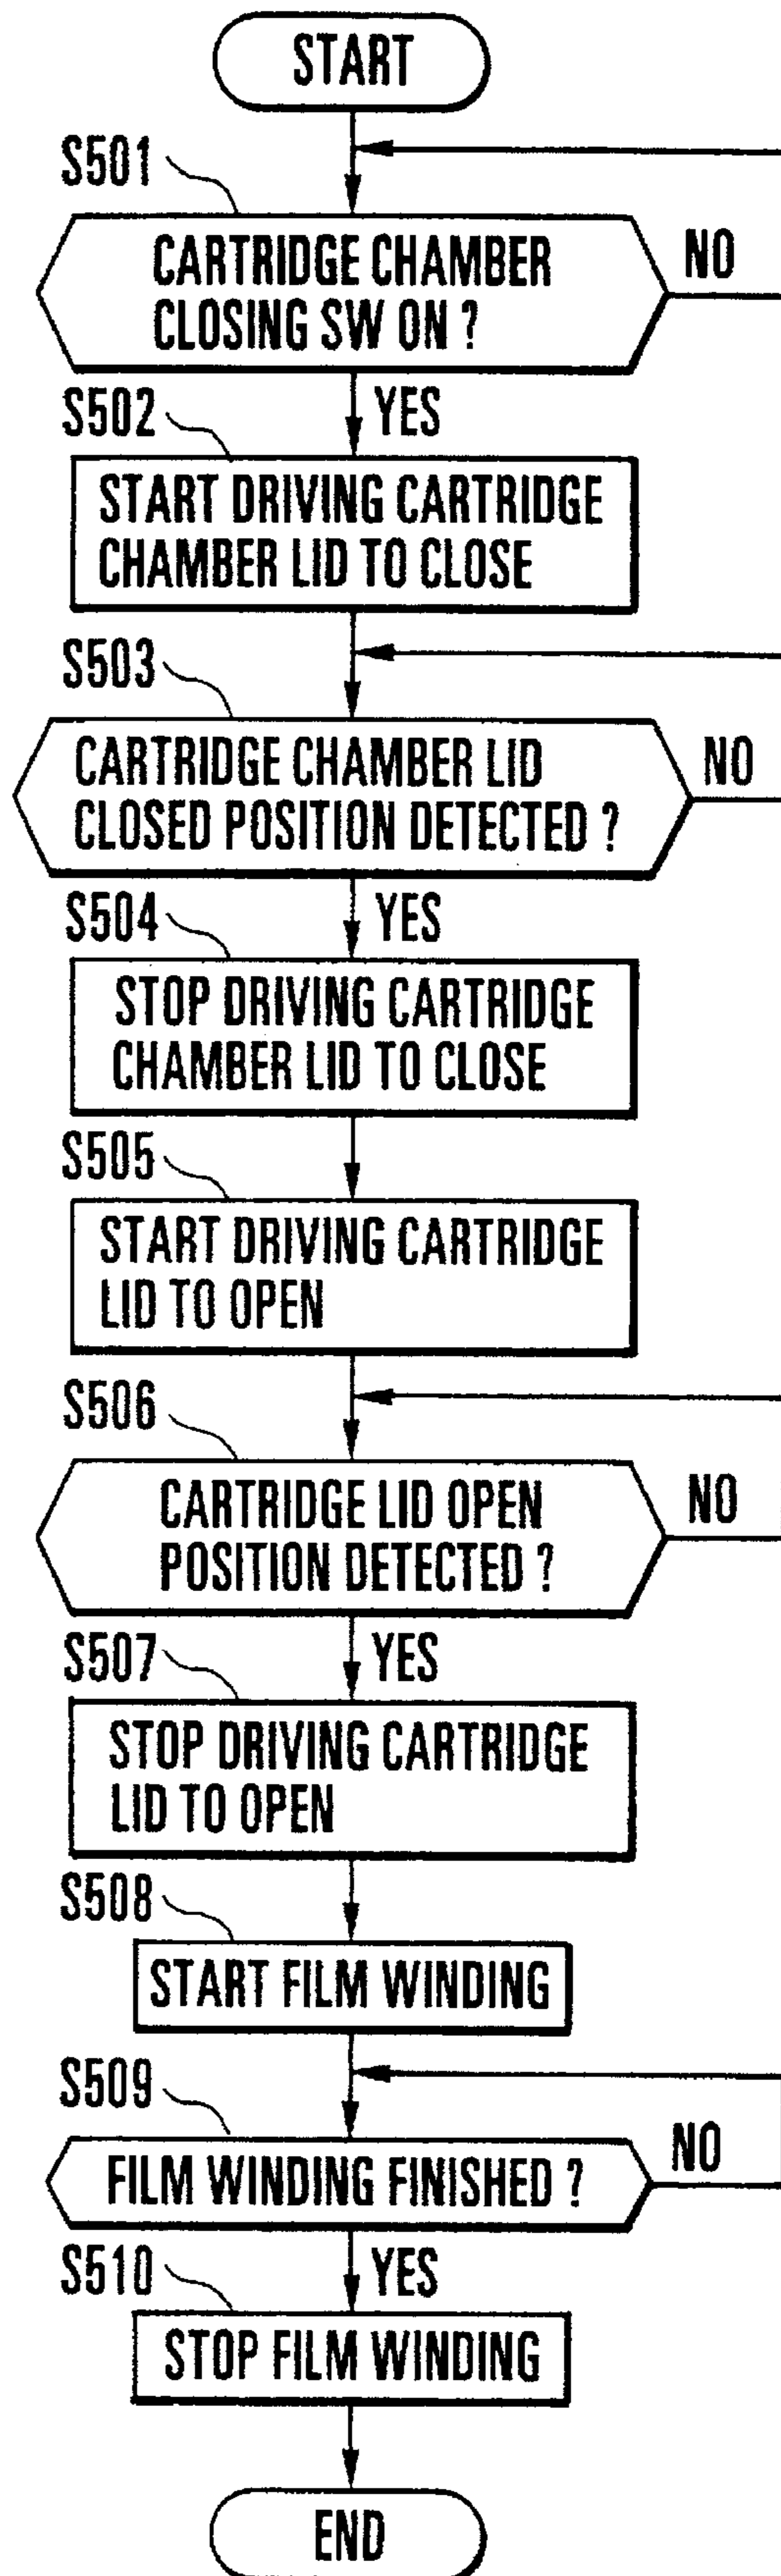 START
S501
CARTRIDGE CHAMBER
CLOSING SW ON ?
NO
YES
S502
START DRIVING CARTRIDGE
CHAMBER LID TO CLOSE
S503
CARTRIDGE CHAMBER LID
CLOSED POSITION DETECTED ?
NO
YES
S504
STOP DRIVING CARTRIDGE
CHAMBER LID TO CLOSE
S505
START DRIVING CARTRIDGE
LID TO OPEN
S506
CARTRIDGE LID OPEN
POSITION DETECTED ?
NO
YES
S507
STOP DRIVING CARTRIDGE
LID TO OPEN
S508
START FILM WINDING
S509
FILM WINDING FINISHED ?
NO
YES
S510
STOP FILM WINDING
END